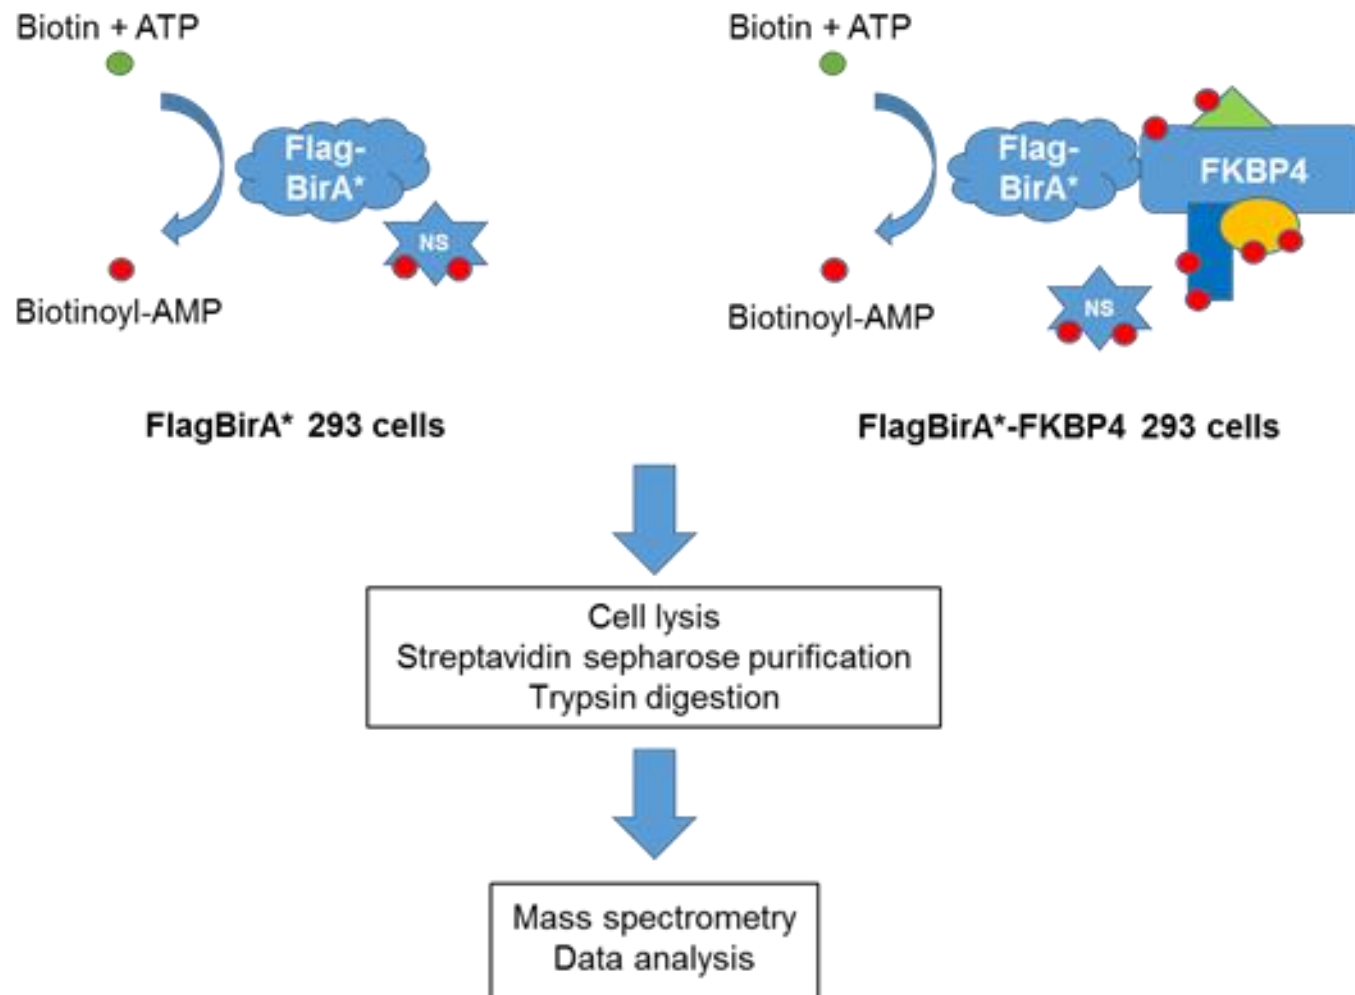 Biotin + ATP
Flag-
BirA*
NS
Biotinoyl-AMP
FlagBirA* 293 cells
Biotin + ATP
Flag-
BirA*
FKBP4
NS
Biotinoyl-AMP
FlagBirA*-FKBP4 293 cells
Cell lysis
Streptavidin sepharose purification
Trypsin digestion
Mass spectrometry
Data analysis